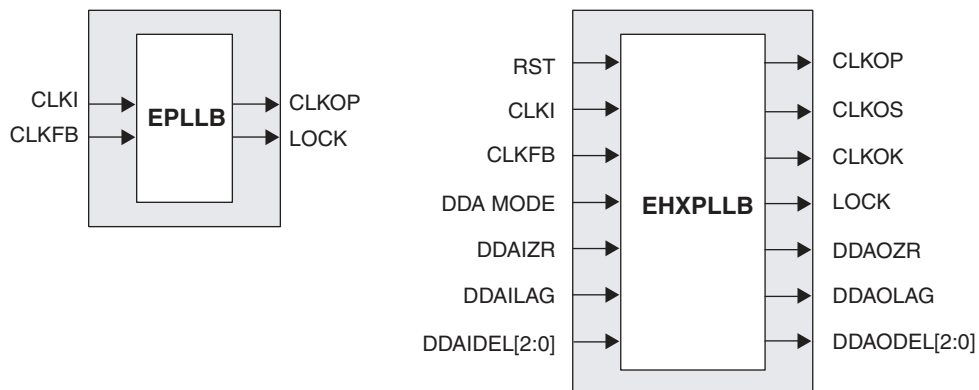 CLKI
CLKFB
EPLLB
CLKOP
LOCK
RST
CLKI
CLKFB
DDA MODE
DDAIZR
DDAILAG
DDAIDEL[2:0]
EHXPLLB
CLKOP
CLKOS
CLKOK
LOCK
DDAOZR
DDAOLAG
DDAODEL[2:0]